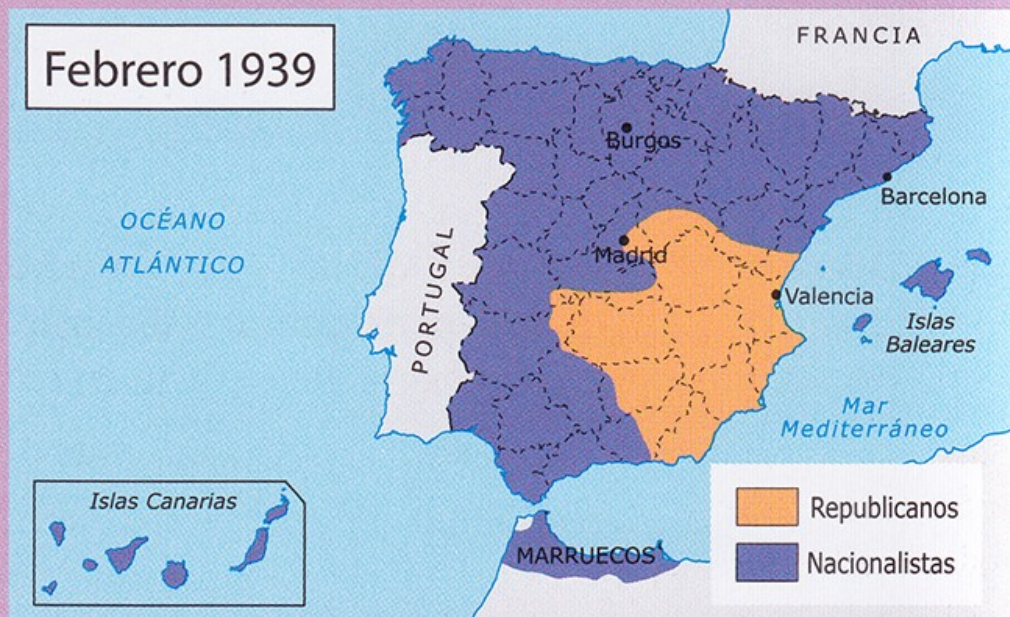 Febrero 1939
FRANCIA
Burgos
Barcelona
OCÉANO
ATLÁNTICO
Madrid
PORTUGAL
Valencia
Islas
Baleares
Mar
Mediterráneo
Islas Canarias
MARRUECOS
Republicanos
Nacionalistas